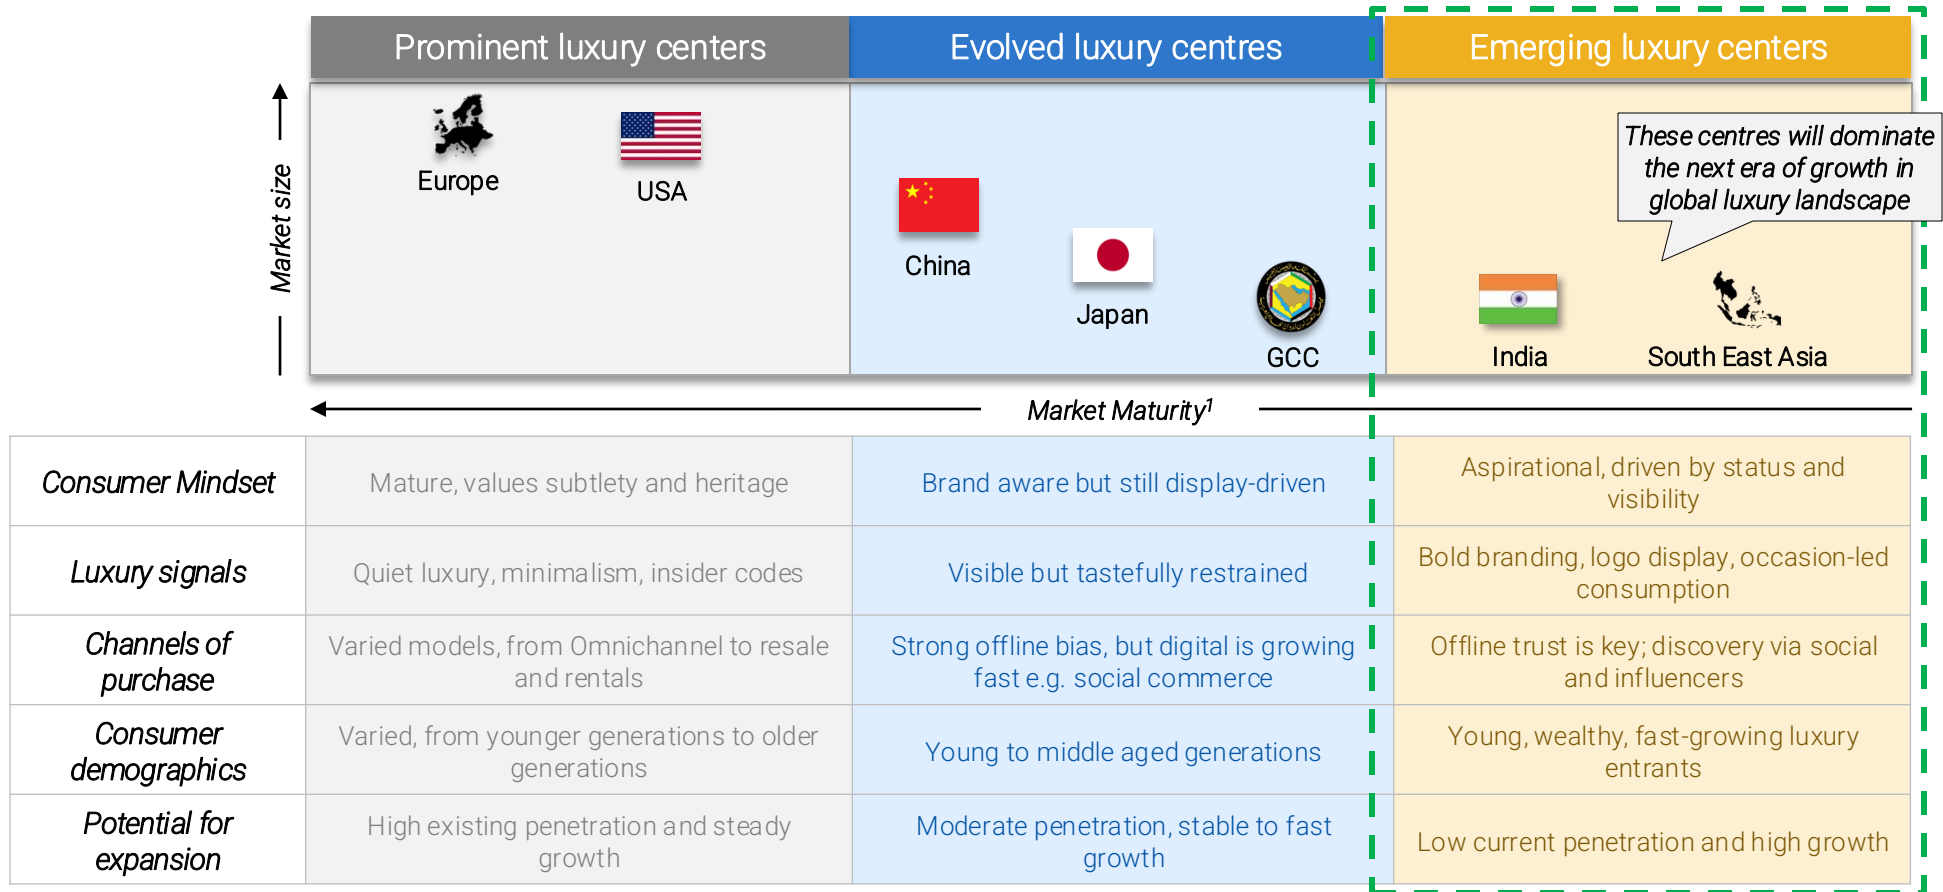 Prominent luxury centers
Evolved luxury centres
Emerging luxury centers
Market size
Europe
USA
China
Japan
GCC
These centres will dominate
the next era of growth in
global luxury landscape
India
South East Asia
Market Maturity¹
Consumer Mindset
Mature, values subtlety and heritage
Brand aware but still display-driven
Aspirational, driven by status and
visibility
Luxury signals
Quiet luxury, minimalism, insider codes
Visible but tastefully restrained
Bold branding, logo display, occasion-led
consumption
Channels of
purchase
Varied models, from Omnichannel to resale
and rentals
Strong offline bias, but digital is growing
fast e.g. social commerce
Offline trust is key; discovery via social
and influencers
Consumer
demographics
Varied, from younger generations to older
generations
Young to middle aged generations
Young, wealthy, fast-growing luxury
entrants
Potential for
expansion
High existing penetration and steady
growth
Moderate penetration, stable to fast
growth
Low current penetration and high growth